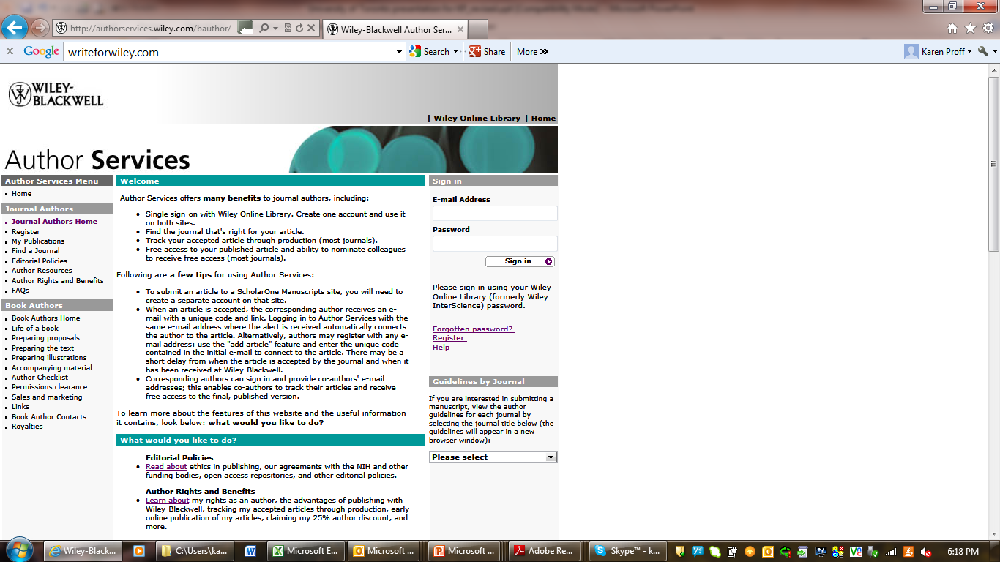 http://authorservices.wiley.com/bauthor/
Wiley-Blackwell Author Ser...
x Google writeforwiley.com Search Share More »
Karen Proff
WILEY-
BLACKWELL
| Wiley Online Library | Home
Author Services
Author Services Menu
Home
Journal Authors
Journal Authors Home
Register
My Publications
Find a Journal
Editorial Policies
Author Resources
Author Rights and Benefits
FAQs
Book Authors
Book Authors Home
Life of a book
Preparing proposals
Preparing the text
Preparing illustrations
Accompanying material
Author Checklist
Permissions clearance
Sales and marketing
Links
Book Author Contacts
Royalties
Welcome
Author Services offers many benefits to journal authors, including:
Single sign-on with Wiley Online Library. Create one account and use it
on both sites.
Find the journal that's right for your article.
Track your accepted article through production (most journals).
Free access to your published article and ability to nominate colleagues
to receive free access (most journals).
Following are a few tips for using Author Services:
To submit an article to a ScholarOne Manuscripts site, you will need to
create a separate account on that site.
When an article is accepted, the corresponding author receives an e-
mail with a unique code and link. Logging in to Author Services with the
same e-mail address where the alert is received automatically connects
the author to the article. Alternatively, authors may register with any e-
mail address: use the "add article" feature and enter the unique code
contained in the initial e-mail to connect to the article. There may be a
short delay from when the article is accepted by the journal and when it
has been received at Wiley-Blackwell.
Corresponding authors can sign in and provide co-authors' e-mail
addresses; this enables co-authors to track their articles and receive
free access to the final, published version.
To learn more about the features of this website and the useful information
it contains, look below: what would you like to do?
What would you like to do?
Editorial Policies
Read about ethics in publishing, our agreements with the NIH and other
funding bodies, open access repositories, and other editorial policies.
Author Rights and Benefits
Learn about my rights as an author, the advantages of publishing with
Wiley-Blackwell, tracking my accepted articles through production, early
online publication of my articles, claiming my 25% author discount, and
more.
Sign in
E-mail Address
Password
Sign in
Please sign in using your Wiley
Online Library (formerly Wiley
InterScience) password.
Forgotten password?
Register
Help
Guidelines by Journal
If you are interested in submitting a
manuscript, view the author
guidelines for each journal by
selecting the journal title below (the
guidelines will appear in a new
browser window):
Please select
Wiley-Black... C:\Users\ka... Microsoft E... Microsoft ... Microsoft ... Adobe Re... Skype™ - k... 6:18 PM